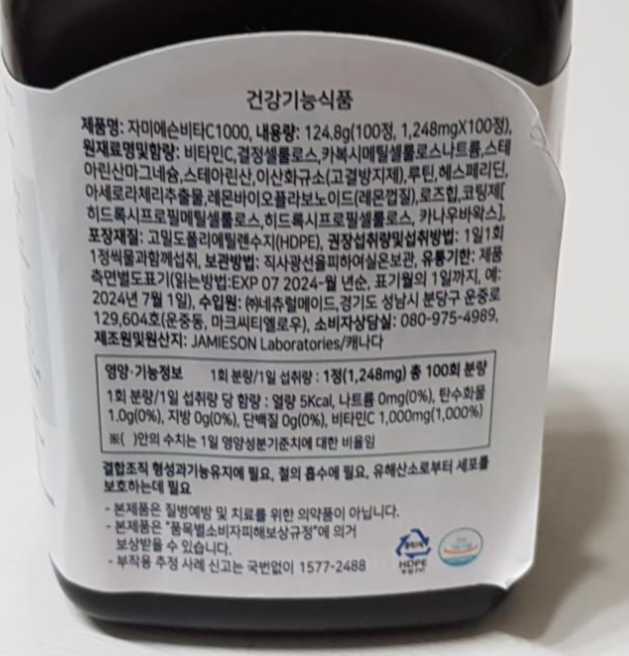 건강기능식품
제품명: 자미에슨비타C1000, 내용량: 124.8g(100정, 1,248mgX100정),
원재료명및함량: 비타민C,결정셀룰로스,카복시메틸셀룰로스나트륨,스테
아린산마그네슘,스테아린산,이산화규소(고결방지제),루틴,헤스페리딘,
아세로라체리추출물,레몬바이오플라보노이드(레몬껍질),로즈힙,코팅제[
히드록시프로필메틸셀룰로스,히드록시프로필셀룰로스, 카나우바왁스],
포장재질: 고밀도폴리에틸렌수지(HDPE), 권장섭취량및섭취방법: 1일1회
1정씩물과함께섭취, 보관방법: 직사광선을피하여실온보관, 유통기한: 제품
측면별도표기(읽는방법:EXP 07 2024-월 년순, 표기월의 1일까지, 예:
2024년 7월 1일), 수입원: ㈜네츄럴메이드,경기도 성남시 분당구 운중로
129,604호(운중동, 마크씨티엘로우), 소비자상담실: 080-975-4989,
제조원및원산지: JAMIESON Laboratories/캐나다
영양·기능정보 1회 분량/1일 섭취량 : 1정(1,248mg) 총 100회 분량
1회 분량/1일 섭취량 당 함량 : 열량 5Kcal, 나트륨 0mg(0%), 탄수화물
1.0g(0%), 지방 0g(0%), 단백질 0g(0%), 비타민C 1,000mg(1,000%)
※( )안의 수치는 1일 영양성분기준치에 대한 비율임
결합조직 형성과기능유지에 필요, 철의 흡수에 필요, 유해산소로부터 세포를
보호하는데 필요
- 본제품은 질병예방 및 치료를 위한 의약품이 아닙니다.
- 본제품은 "품목별소비자피해보상규정"에 의거
보상받을 수 있습니다.
- 부작용 추정 사례 신고는 국번없이 1577-2488
HDPE